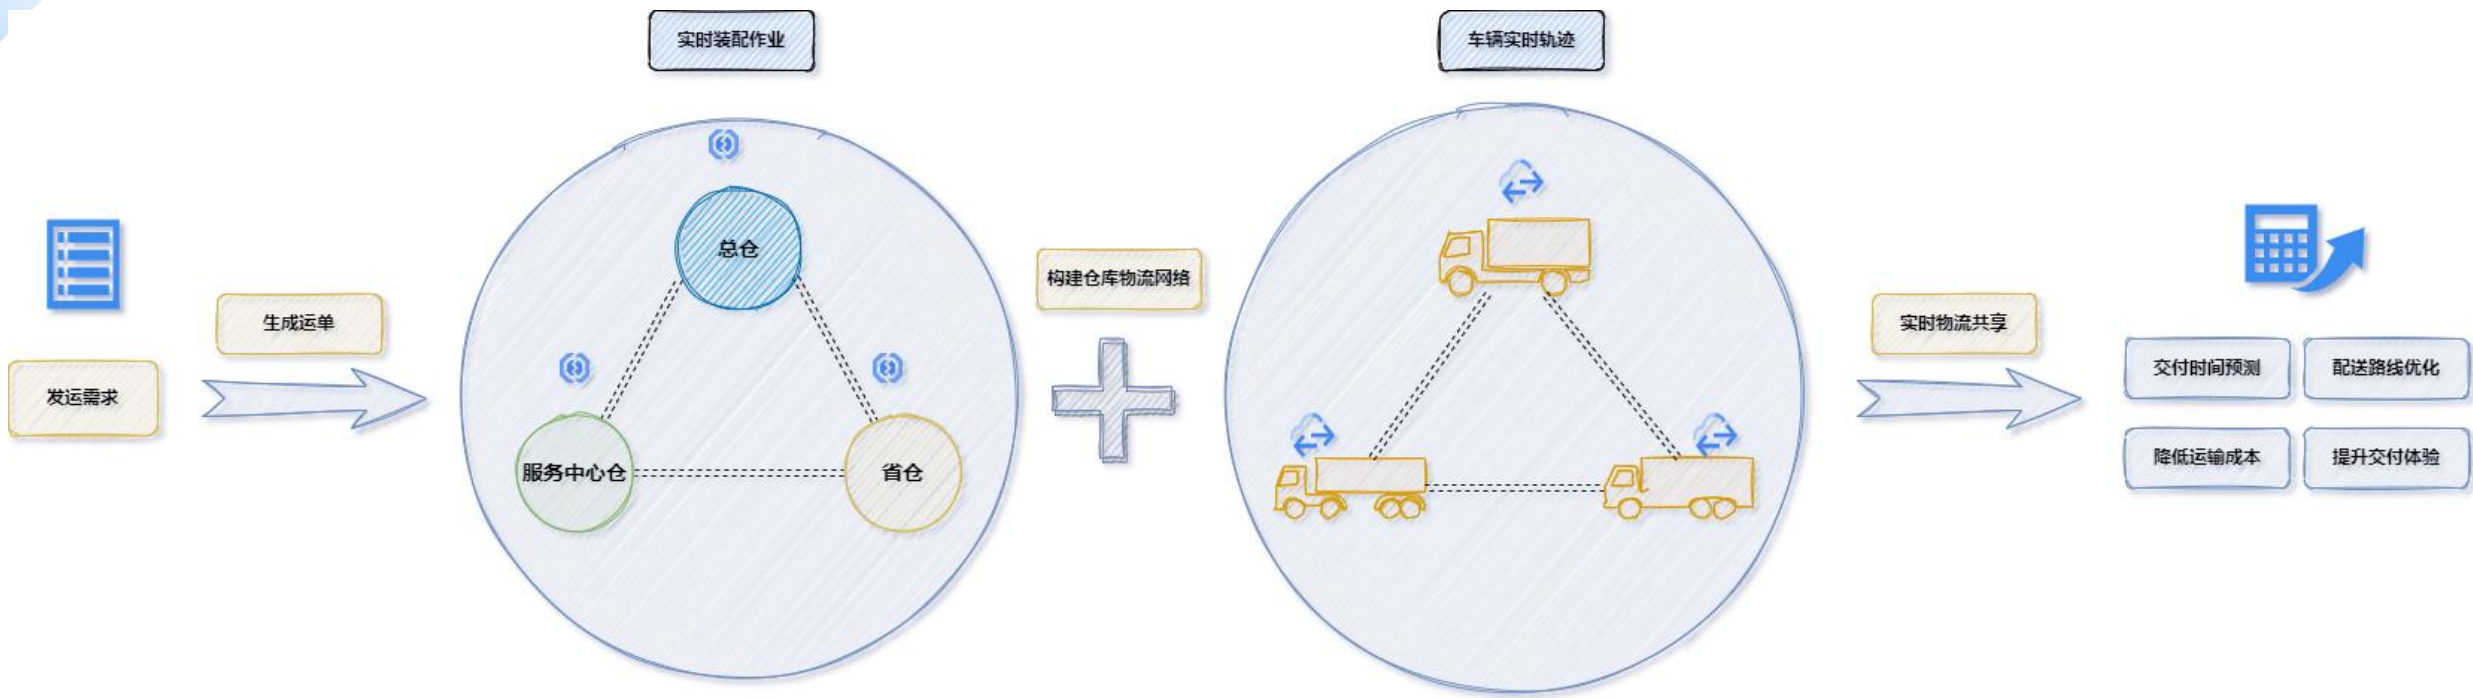 实时装配作业
车辆实时轨迹
总仓
构建仓库物流网络
生成运单
实时物流共享
发运需求
交付时间预测
配送路线优化
服务中心仓
省仓
降低运输成本
提升交付体验